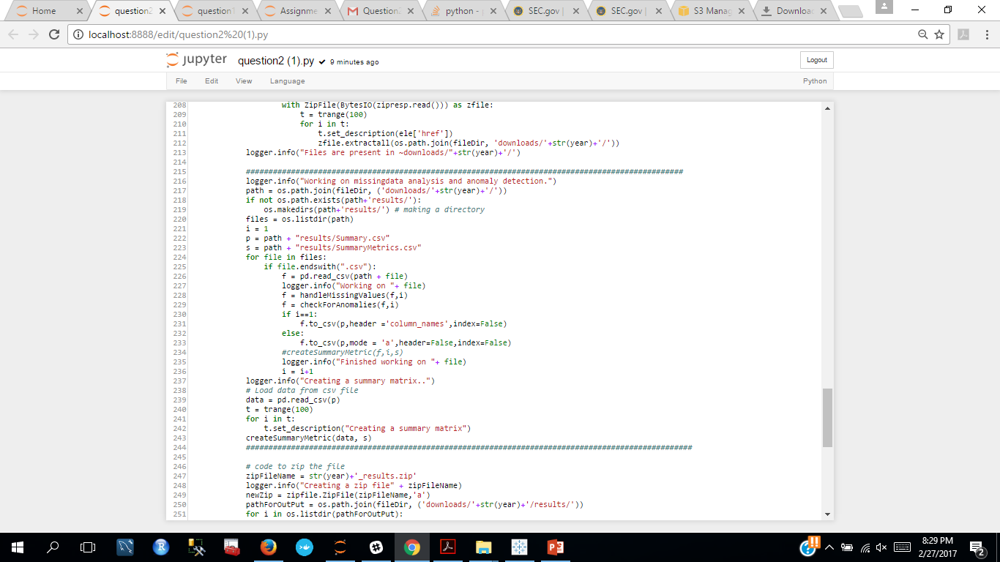 Home
question2
question1
Assignme
Question
python - p
SEC.gov |
SEC.gov |
S3 Manag
Downloa
localhost:8888/edit/question2%20(1).py
jupyter question2 (1).py 9 minutes ago
Logout
File Edit View Language
Python
208 with ZipFile(BytesIO(zipresp.read())) as zfile:
209 t = trange(100)
210 for i in t:
211 t.set_description(ele['href'])
212 zfile.extractall(os.path.join(fileDir, 'downloads/'+str(year)+'/'))
213 logger.info("Files are present in ~downloads/"+str(year)+'/')
214
215 ##################################################################################################
216 logger.info("Working on missingdata analysis and anomaly detection.")
217 path = os.path.join(fileDir, ('downloads/'+str(year)+'/'))
218 if not os.path.exists(path+'results/'):
219 os.makedirs(path+'results/') # making a directory
220 files = os.listdir(path)
221 i = 1
222 p = path + "results/Summary.csv"
223 s = path + "results/SummaryMetrics.csv"
224 for file in files:
225 if file.endswith(".csv"):
226 f = pd.read_csv(path + file)
227 logger.info("Working on "+ file)
228 f = handleMissingValues(f,i)
229 f = checkForAnomalies(f,i)
230 if i==1:
231 f.to_csv(p,header ='column_names',index=False)
232 else:
233 f.to_csv(p,mode = 'a',header=False,index=False)
234 #createSummaryMetric(f,i,s)
235 logger.info("Finished working on "+ file)
236 i = i+1
237 logger.info("Creating a summary matrix..")
238 # Load data from csv file
239 data = pd.read_csv(p)
240 t = trange(100)
241 for i in t:
242 t.set_description("Creating a summary matrix")
243 createSummaryMetric(data, s)
244 ####################################################################################################
245
246 # code to zip the file
247 zipFileName = str(year)+'_results.zip'
248 logger.info("Creating a zip file" + zipFileName)
249 newZip = zipfile.ZipFile(zipFileName,'a')
250 pathForOutPut = os.path.join(fileDir, ('downloads/'+str(year)+'/results/'))
251 for i in os.listdir(pathForOutPut):
8:29 PM
2/27/2017
2